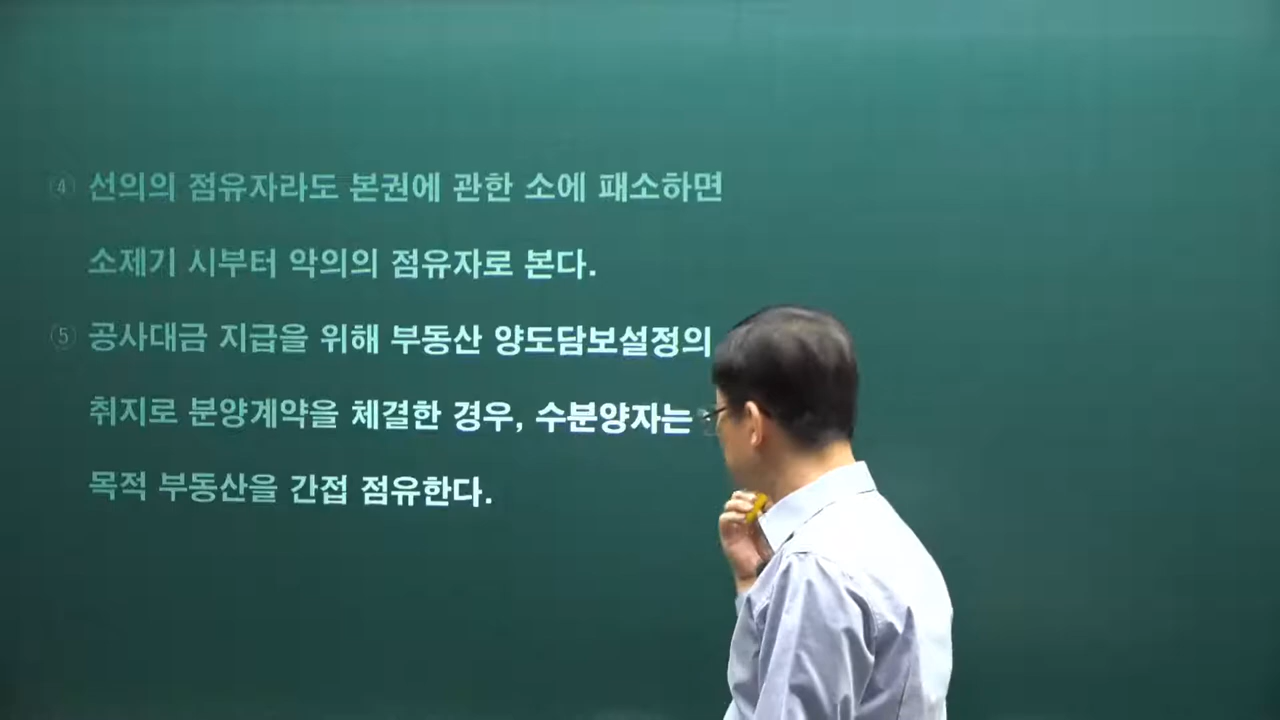 ④ 선의의 점유자라도 본권에 관한 소에 패소하면
소제기 시부터 악의의 점유자로 본다.
⑤ 공사대금 지급을 위해 부동산 양도담보설정의
취지로 분양계약을 체결한 경우, 수분양자는
목적 부동산을 간접 점유한다.